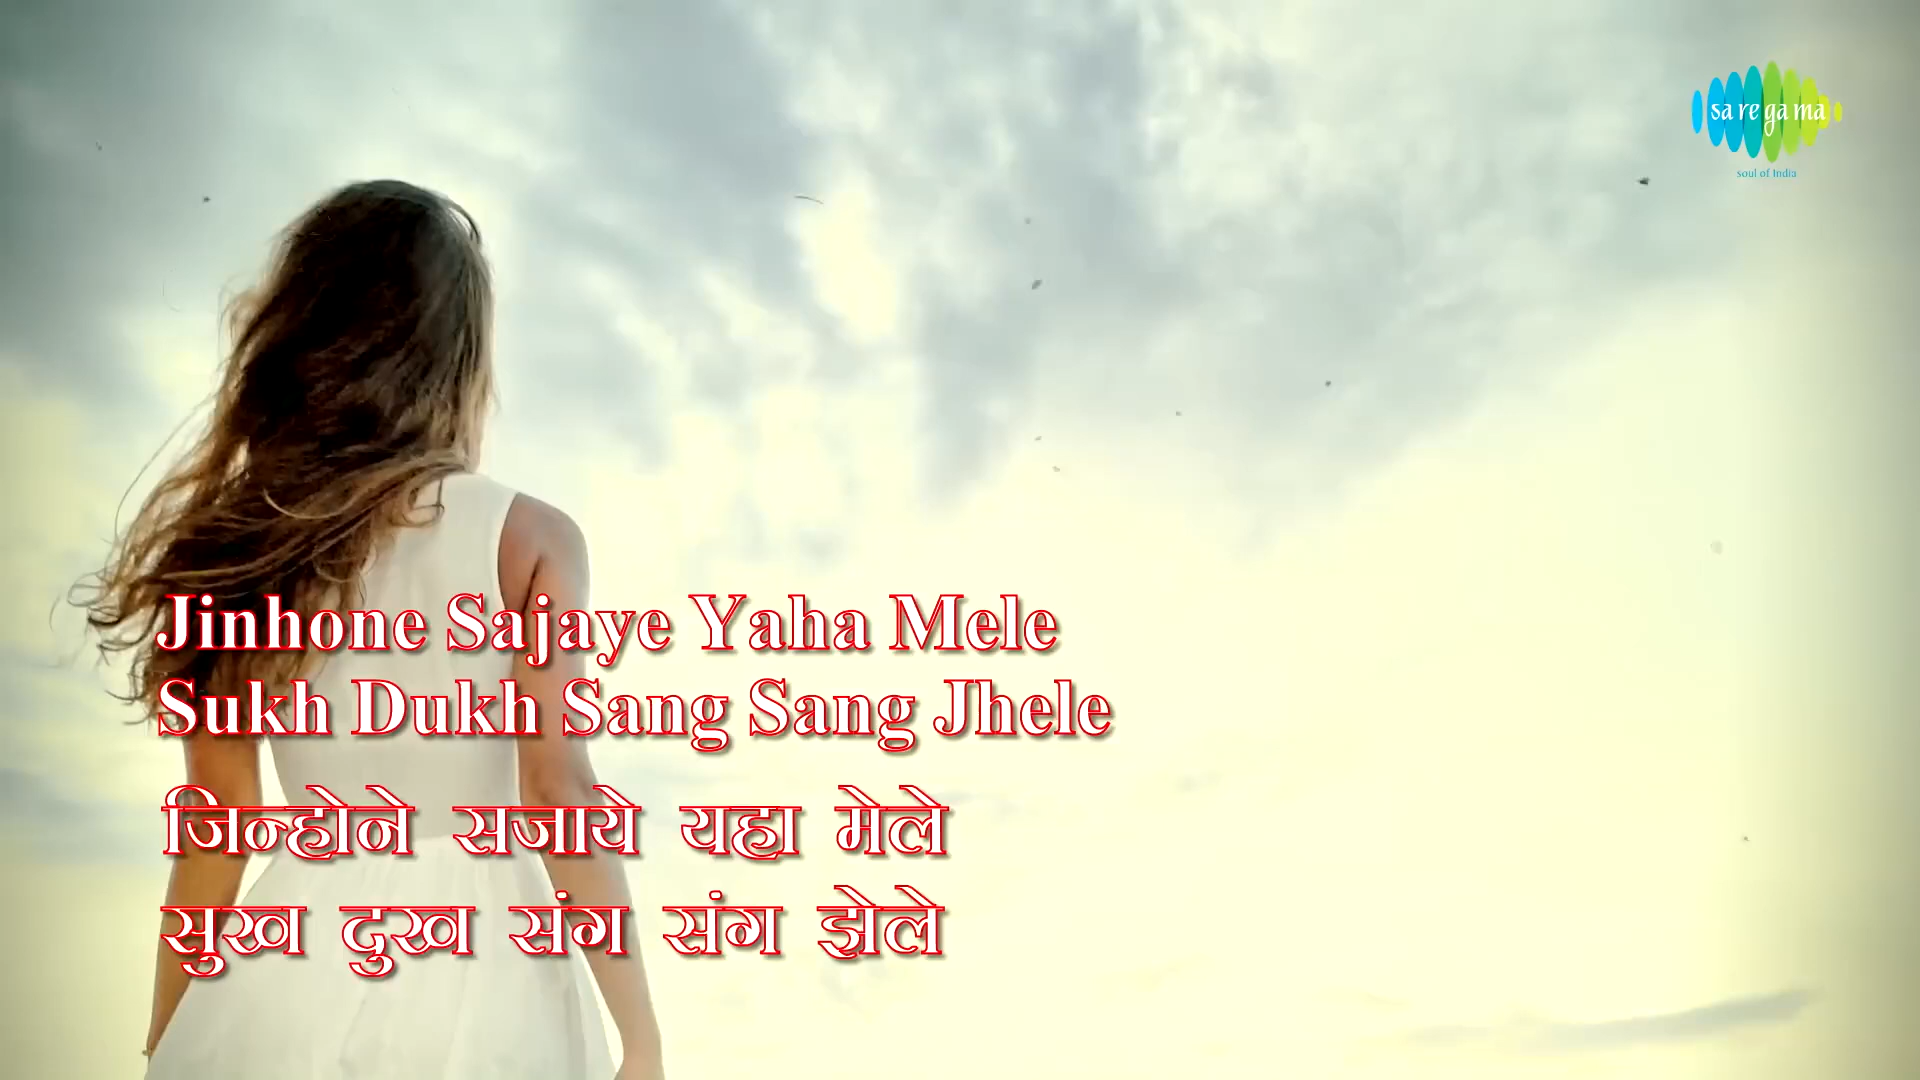 sa re ga ma
soul of India
Jinhone Sajaye Yaha Mele
Sukh Dukh Sang Sang Jhele
जिन्होने सजाये यहा मेले
सुख दुख संग संग झेले